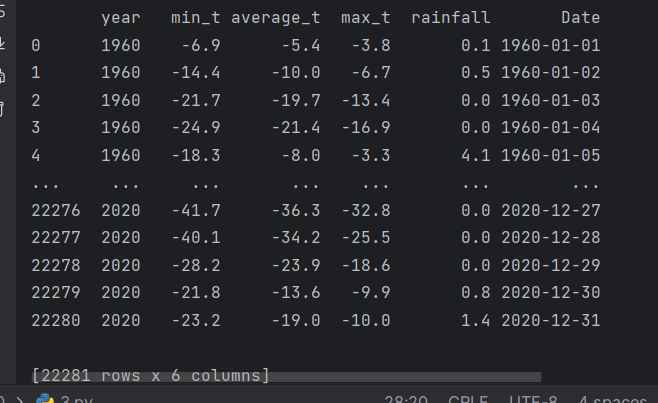 year min_t average_t max_t rainfall Date
0 1960 -6.9 -5.4 -3.8 0.1 1960-01-01
1 1960 -14.4 -10.0 -6.7 0.5 1960-01-02
2 1960 -21.7 -19.7 -13.4 0.0 1960-01-03
3 1960 -24.9 -21.4 -16.9 0.0 1960-01-04
4 1960 -18.3 -8.0 -3.3 4.1 1960-01-05
... ... ... ... ... ... ...
22276 2020 -41.7 -36.3 -32.8 0.0 2020-12-27
22277 2020 -40.1 -34.2 -25.5 0.0 2020-12-28
22278 2020 -28.2 -23.9 -18.6 0.0 2020-12-29
22279 2020 -21.8 -13.6 -9.9 0.8 2020-12-30
22280 2020 -23.2 -19.0 -10.0 1.4 2020-12-31
[22281 rows x 6 columns]
3.py 28:20 CRLF UTF-8 4 spaces